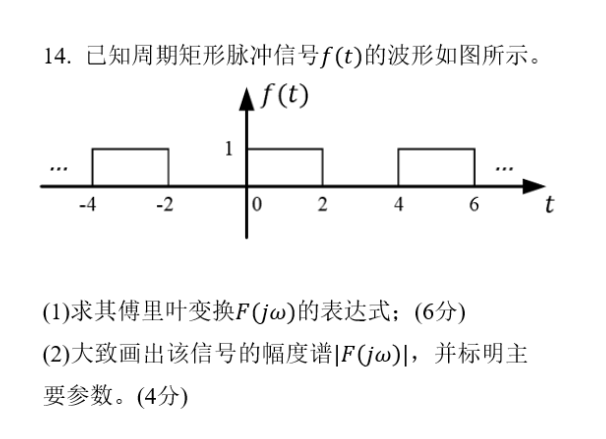 14. 已知周期矩形脉冲信号f(t)的波形如图所示。
f(t)
1
... ...
-4 -2 0 2 4 6 t
(1)求其傅里叶变换F(jω)的表达式；(6分)
(2)大致画出该信号的幅度谱|F(jω)|，并标明主
要参数。(4分)